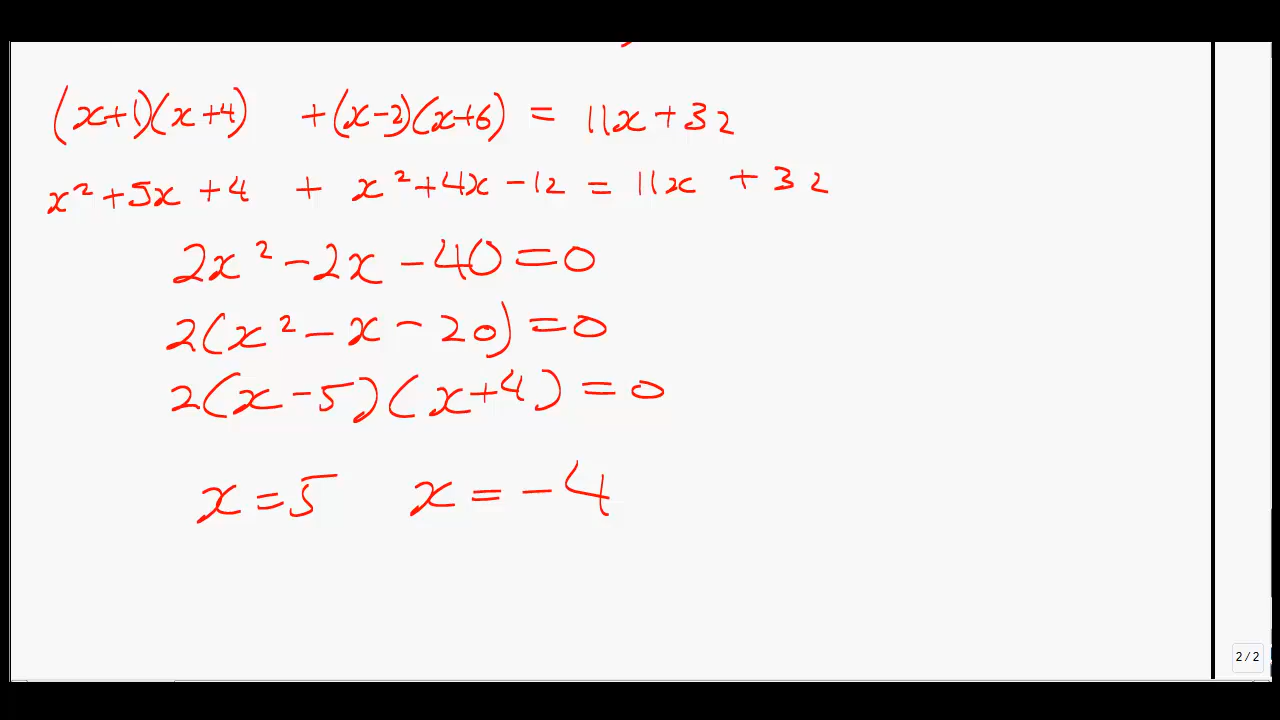 (x+1)(x+4) +(x-2)(x+6) = 11x+32
x²+5x+4 + x²+4x-12 = 11x + 32
2x²-2x-40=0
2(x²-x-20)=0
2(x-5)(x+4)=0
x=5 x=-4
2/2